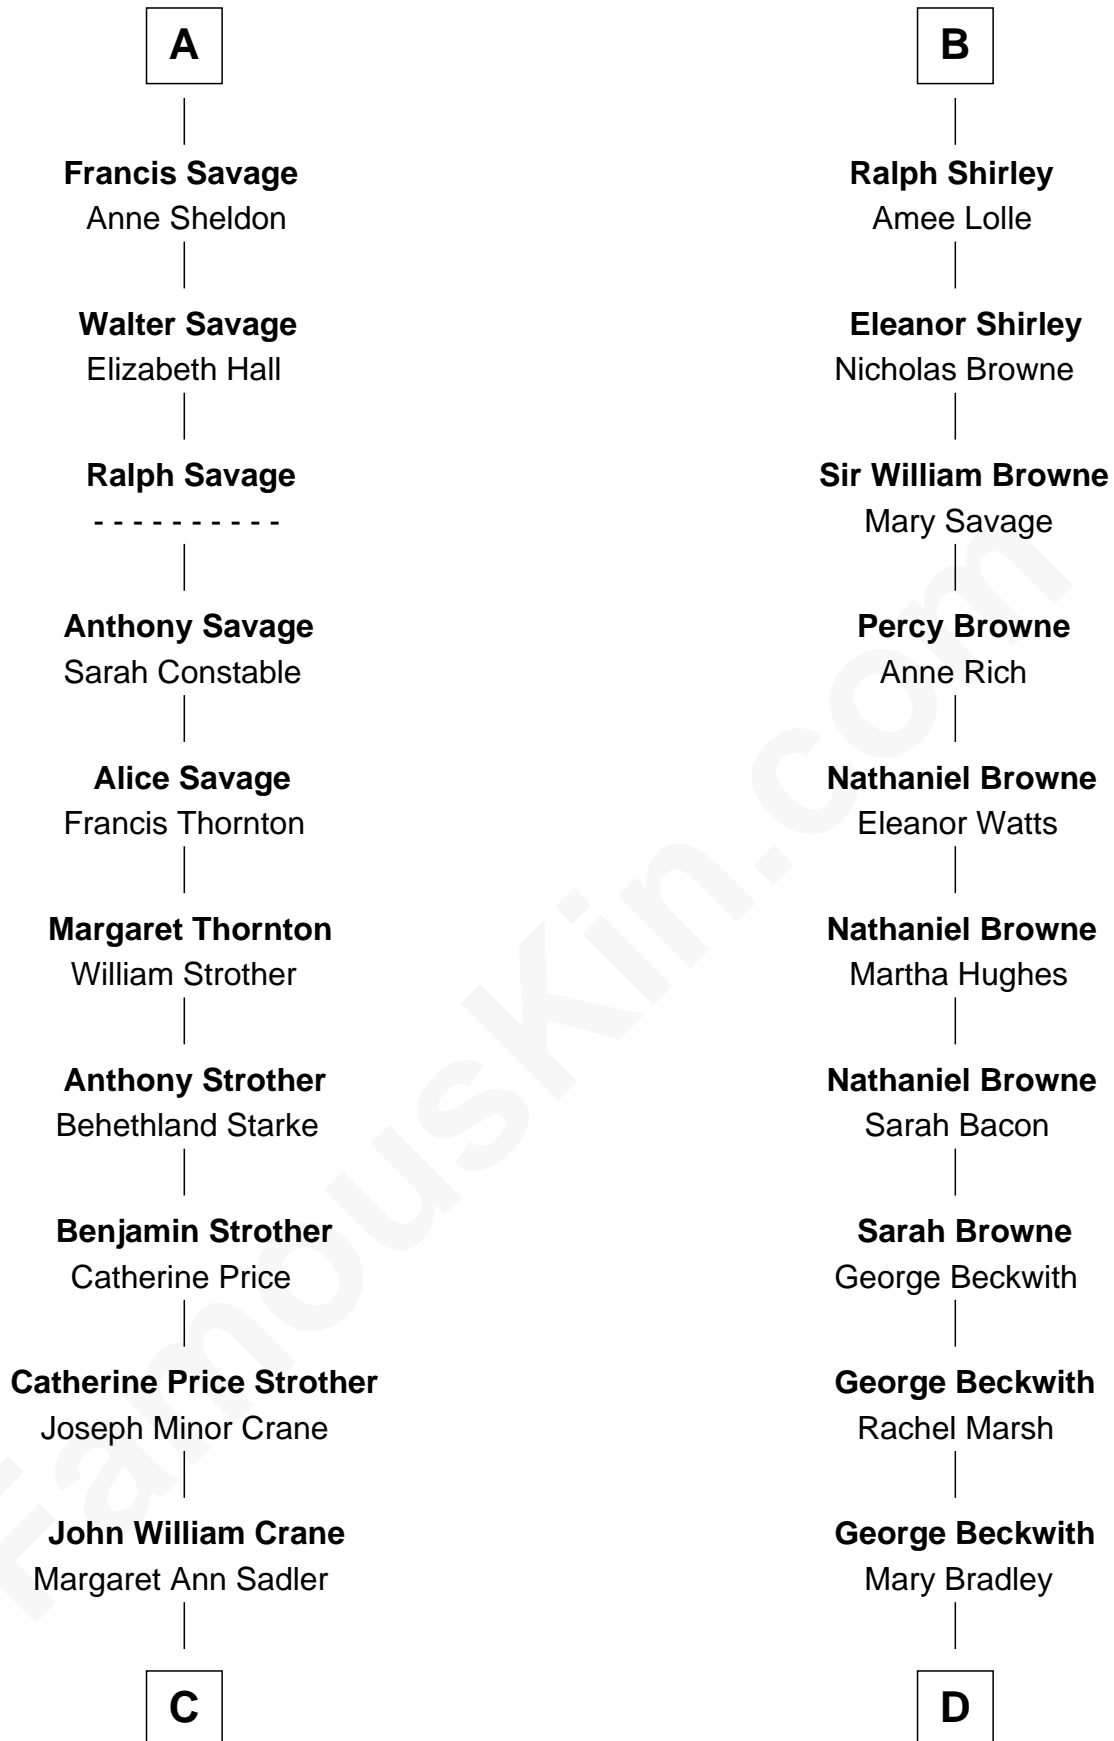 A
Francis Savage
Anne Sheldon
Walter Savage
Elizabeth Hall
Ralph Savage
- - - - - - - - - -
Anthony Savage
Sarah Constable
Alice Savage
Francis Thornton
Margaret Thornton
William Strother
Anthony Strother
Behethland Starke
Benjamin Strother
Catherine Price
Catherine Price Strother
Joseph Minor Crane
John William Crane
Margaret Ann Sadler
C
B
Ralph Shirley
Amee Lolle
Eleanor Shirley
Nicholas Browne
Sir William Browne
Mary Savage
Percy Browne
Anne Rich
Nathaniel Browne
Eleanor Watts
Nathaniel Browne
Martha Hughes
Nathaniel Browne
Sarah Bacon
Sarah Browne
George Beckwith
George Beckwith
Rachel Marsh
George Beckwith
Mary Bradley
D
FamousKin.com